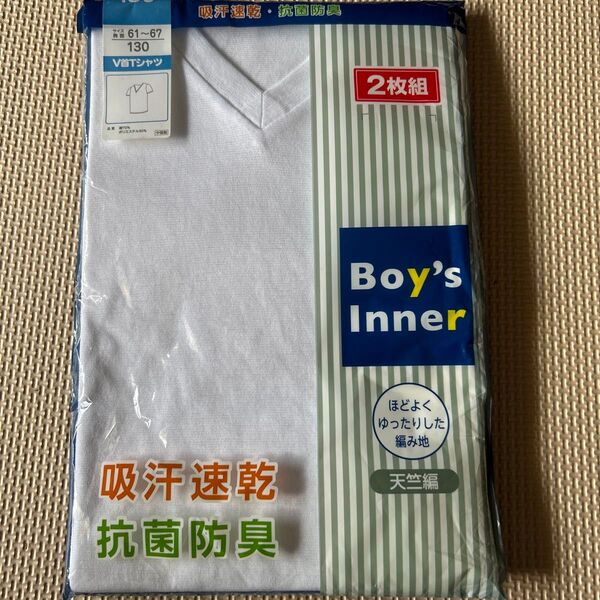 130
吸汗速乾・抗菌防臭
サイズ
胸囲 61～67
130
V首Tシャツ
2枚組
Boy's
Inner
ほどよく
ゆったりした
編み地
天竺編
吸汗速乾
抗菌防臭